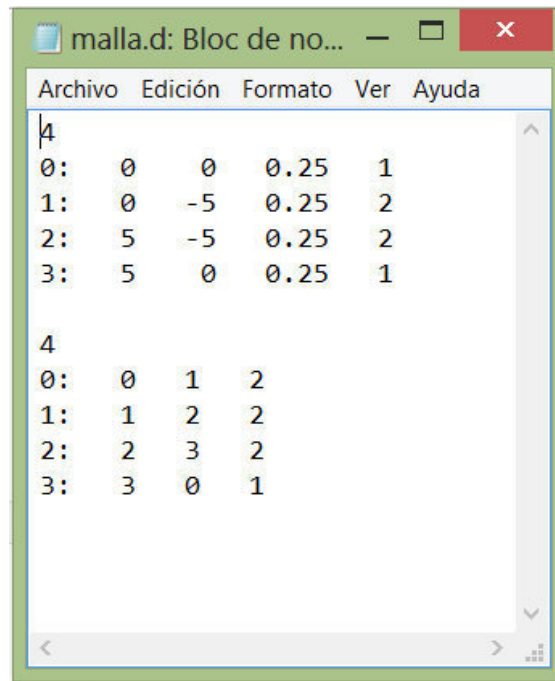 malla.d: Bloc de no...
Archivo Edición Formato Ver Ayuda
4
0: 0 0 0.25 1
1: 0 -5 0.25 2
2: 5 -5 0.25 2
3: 5 0 0.25 1
4
0: 0 1 2
1: 1 2 2
2: 2 3 2
3: 3 0 1